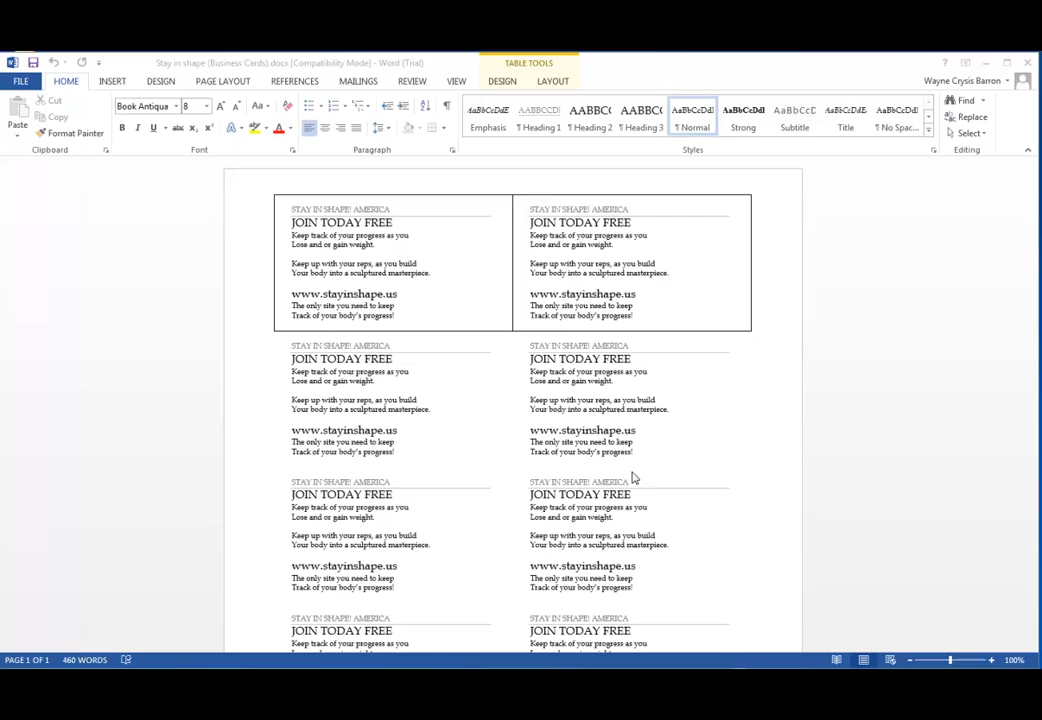 Stay in shape (Business Cards).docx [Compatibility Mode] - Word (Trial)
TABLE TOOLS
FILE HOME INSERT DESIGN PAGE LAYOUT REFERENCES MAILINGS REVIEW VIEW DESIGN LAYOUT
Wayne Crysis Barron
Paste
Cut
Copy
Format Painter
Clipboard
Book Antiqua 8
Font
Paragraph
AaBbCcDdE AABBCCDI AABBC AABBC AaBbCcDdI AaBbCcDdI AaBbCcD AaBbCcDdE AaBbCcDdI
Emphasis ¶ Heading 1 ¶ Heading 2 ¶ Heading 3 ¶ Normal Strong Subtitle Title ¶ No Spac...
Styles
Find
Replace
Select
Editing
STAY IN SHAPE! AMERICA
JOIN TODAY FREE
Keep track of your progress as you
Lose and or gain weight.
Keep up with your reps, as you build
Your body into a sculptured masterpiece.
www.stayinshape.us
The only site you need to keep
Track of your body's progress!
STAY IN SHAPE! AMERICA
JOIN TODAY FREE
Keep track of your progress as you
Lose and or gain weight.
Keep up with your reps, as you build
Your body into a sculptured masterpiece.
www.stayinshape.us
The only site you need to keep
Track of your body's progress!
STAY IN SHAPE! AMERICA
JOIN TODAY FREE
Keep track of your progress as you
Lose and or gain weight.
Keep up with your reps, as you build
Your body into a sculptured masterpiece.
www.stayinshape.us
The only site you need to keep
Track of your body's progress!
STAY IN SHAPE! AMERICA
JOIN TODAY FREE
Keep track of your progress as you
Lose and or gain weight.
Keep up with your reps, as you build
Your body into a sculptured masterpiece.
www.stayinshape.us
The only site you need to keep
Track of your body's progress!
STAY IN SHAPE! AMERICA
JOIN TODAY FREE
Keep track of your progress as you
Lose and or gain weight.
Keep up with your reps, as you build
Your body into a sculptured masterpiece.
www.stayinshape.us
The only site you need to keep
Track of your body's progress!
STAY IN SHAPE! AMERICA
JOIN TODAY FREE
Keep track of your progress as you
Lose and or gain weight.
Keep up with your reps, as you build
Your body into a sculptured masterpiece.
www.stayinshape.us
The only site you need to keep
Track of your body's progress!
STAY IN SHAPE! AMERICA
JOIN TODAY FREE
Keep track of your progress as you
STAY IN SHAPE! AMERICA
JOIN TODAY FREE
Keep track of your progress as you
PAGE 1 OF 1 460 WORDS
100%